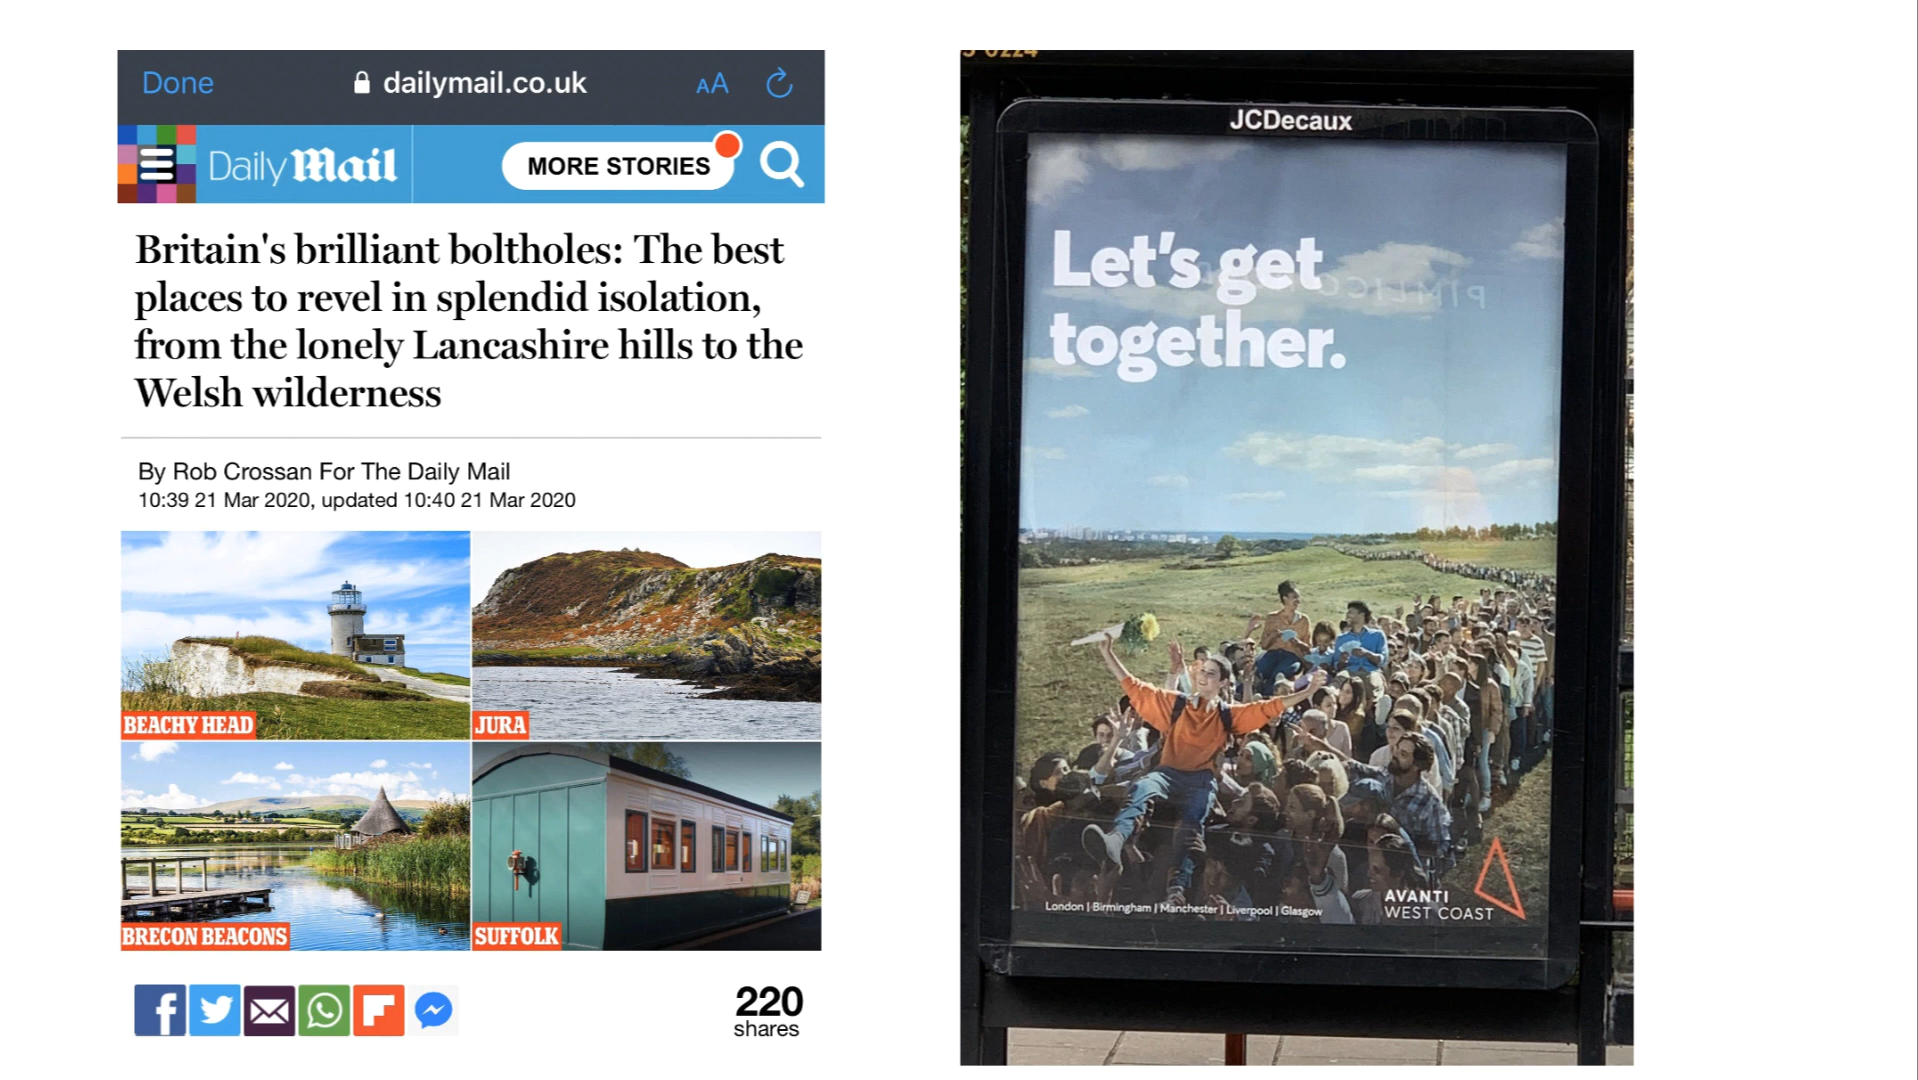 Done
dailymail.co.uk
AA
Daily Mail
MORE STORIES
Britain's brilliant boltholes: The best
places to revel in splendid isolation,
from the lonely Lancashire hills to the
Welsh wilderness
By Rob Crossan For The Daily Mail
10:39 21 Mar 2020, updated 10:40 21 Mar 2020
BEACHY HEAD
JURA
BRECON BEACONS
SUFFOLK
220
shares
JCDecaux
Let's get
together.
London | Birmingham | Manchester | Liverpool | Glasgow
AVANTI
WEST COAST